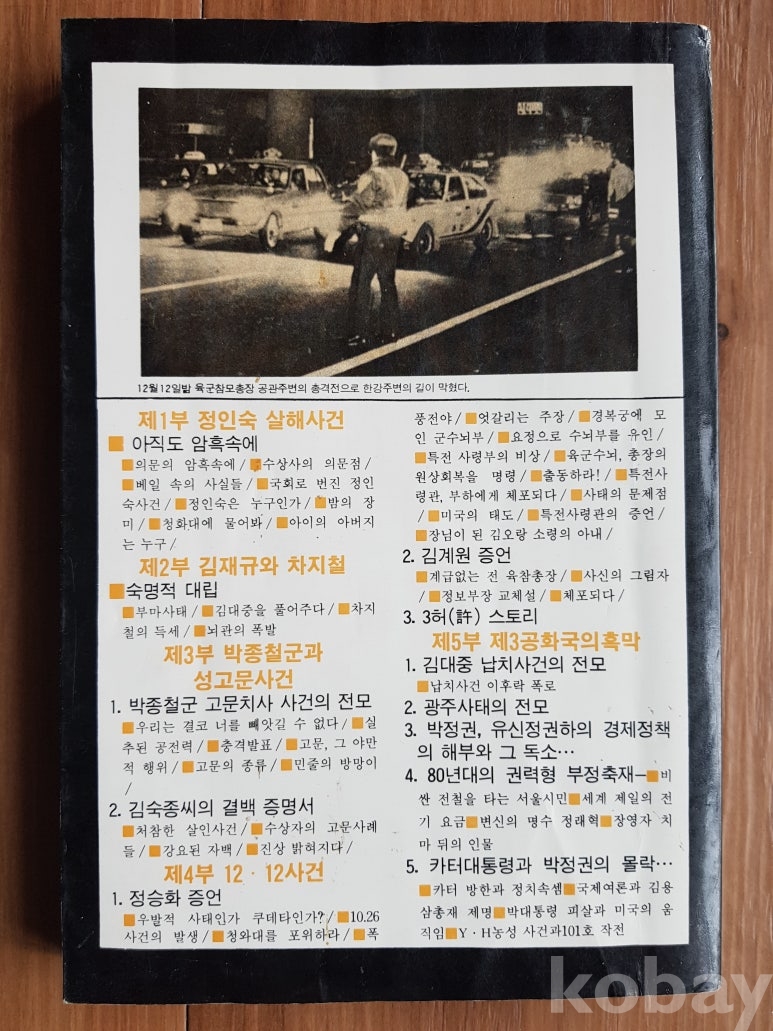 12월12일밤 육군참모총장 공관주변의 총격전으로 한강주변의 길이 막혔다.
제1부 정인숙 살해사건
■ 아직도 암흑속에
■의문의 암흑속에/■수상사의 의문점/
■베일 속의 사실들/■국회로 번진 정인
숙사건/■정인숙은 누구인가/■밤의 장
미/■청화대에 물어봐/■아이의 아버지
는 누구/
제2부 김재규와 차지철
■숙명적 대립
■부마사태/■김대중을 풀어주다/■차지
철의 득세/■뇌관의 폭발
제3부 박종철군과
성고문사건
1. 박종철군 고문치사 사건의 전모
■우리는 결코 너를 빼앗길 수 없다/■실
추된 공전력/■충격발표/■고문, 그 야만
적 행위/■고문의 종류/■민줄의 방망이
/
2. 김숙종씨의 결백 증명서
■처참한 살인사건/■수상자의 고문사례
들/■강요된 자백/■진상 밝혀지다/
제4부 12·12사건
1. 정승화 증언
■우발적 사태인가 쿠데타인가?/■10.26
사건의 발생/■청와대를 포위하라/■폭
풍전야/■엇갈리는 주장/■경복궁에 모
인 군수뇌부/■요정으로 수뇌부를 유인/
■특전 사령부의 비상/■육군수뇌, 총장의
원상회복을 명령/■출동하라!/■특전사
령관, 부하에게 체포되다/■사태의 문제점
/■미국의 태도/■특전사령관의 증언/
■장님이 된 김오랑 소령의 아내/
2. 김계원 증언
■계급없는 전 육참총장/■사신의 그림자
/■정보부장 교체설/■체포되다/
3. 3허(許) 스토리
제5부 제3공화국의흑막
1. 김대중 납치사건의 전모
■납치사건 이후락 폭로
2. 광주사태의 전모
3. 박정권, 유신정권하의 경제정책
의 해부와 그 독소…
4. 80년대의 권력형 부정축재—■비
싼 전철을 타는 서울시민■세계 제일의 전
기 요금■변신의 명수 정래혁■장영자 치
마 뒤의 인물
5. 카터대통령과 박정권의 몰락…
■카터 방한과 정치속셈■국제여론과 김용
삼총재 제명■박대통령 피살과 미국의 움
직임■Y·H농성 사건과101호 작전
kobay